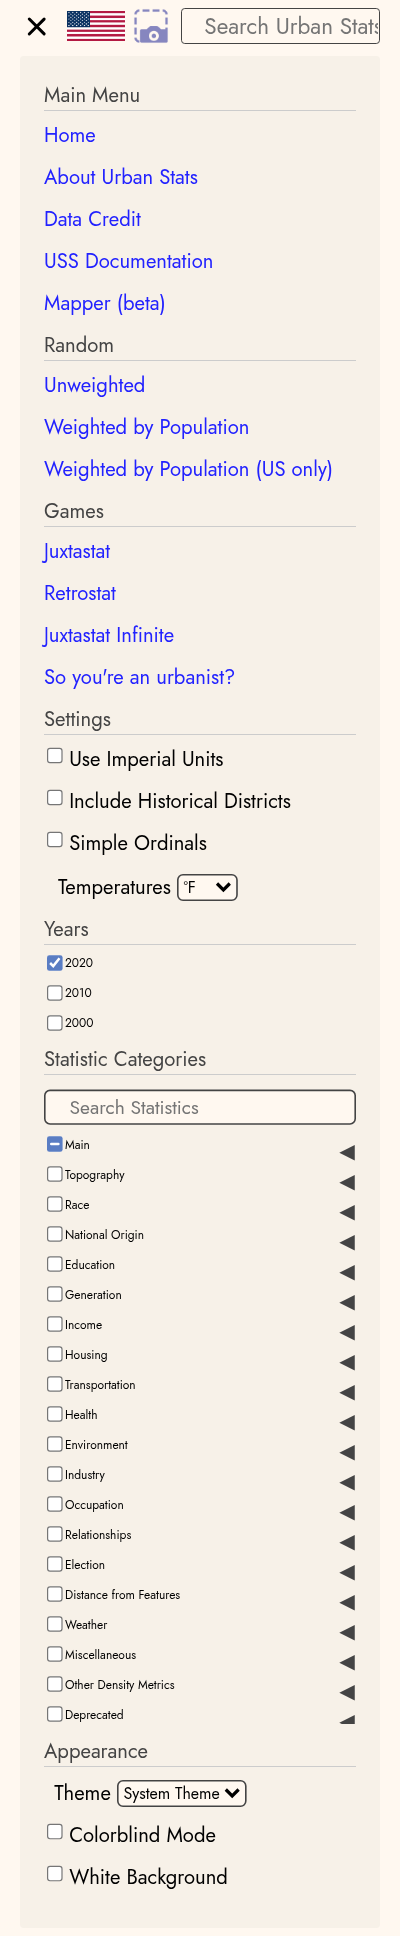 Search Urban Stats
Main Menu
Home
About Urban Stats
Data Credit
USS Documentation
Mapper (beta)
Random
Unweighted
Weighted by Population
Weighted by Population (US only)
Games
Juxtastat
Retrostat
Juxtastat Infinite
So you're an urbanist?
Settings
Use Imperial Units
Include Historical Districts
Simple Ordinals
Temperatures °F
Years
2020
2010
2000
Statistic Categories
Search Statistics
Main
Topography
Race
National Origin
Education
Generation
Income
Housing
Transportation
Health
Environment
Industry
Occupation
Relationships
Election
Distance from Features
Weather
Miscellaneous
Other Density Metrics
Deprecated
Appearance
Theme System Theme
Colorblind Mode
White Background